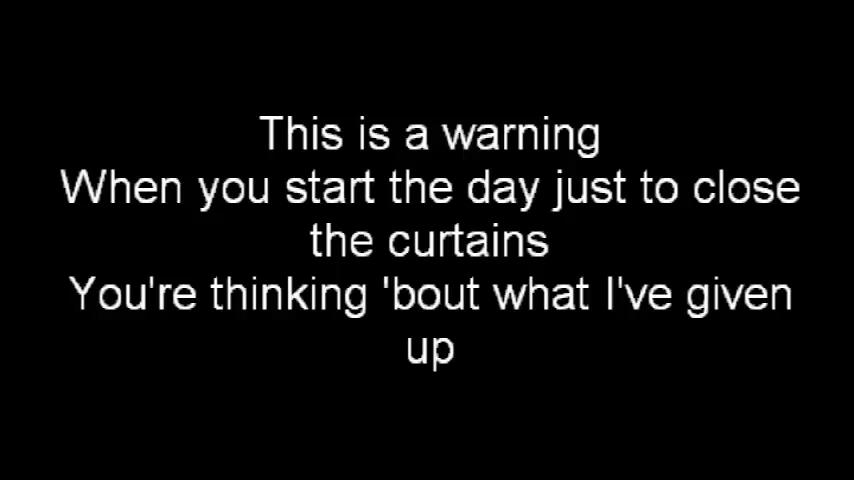 This is a warning
When you start the day just to close
the curtains
You're thinking 'bout what I've given
up